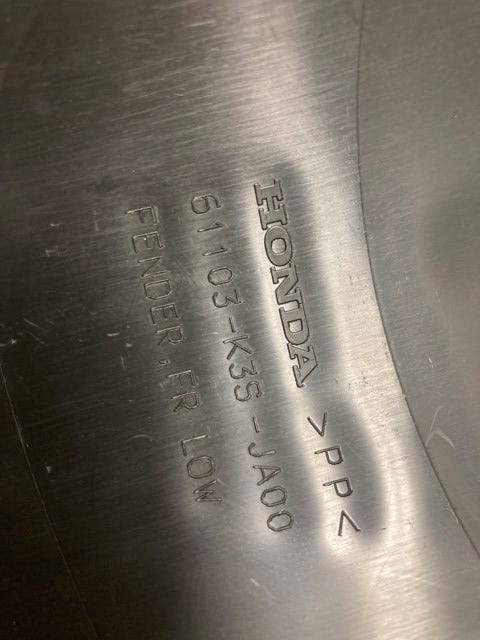 HONDA >PP<
61103-K3S-JA00
FENDER,FR LOW